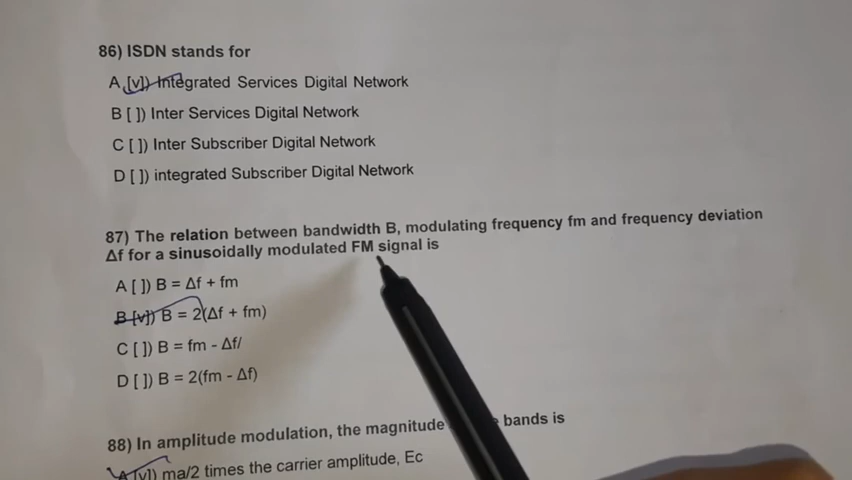 86) ISDN stands for
A [v]) Integrated Services Digital Network
B [ ]) Inter Services Digital Network
C [ ]) Inter Subscriber Digital Network
D [ ]) integrated Subscriber Digital Network
87) The relation between bandwidth B, modulating frequency fm and frequency deviation
Δf for a sinusoidally modulated FM signal is
A [ ]) B = Δf + fm
B [v]) B = 2(Δf + fm)
C [ ]) B = fm - Δf/
D [ ]) B = 2(fm - Δf)
88) In amplitude modulation, the magnitude bands is
A [v]) ma/2 times the carrier amplitude, Ec